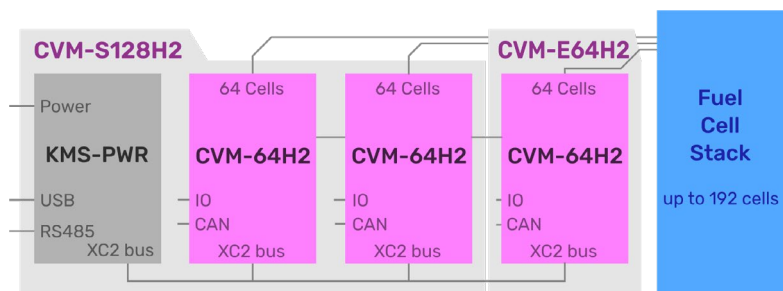 CVM-S128H2
Power
KMS-PWR
USB
RS485
XC2 bus
64 Cells
CVM-64H2
IO
CAN
XC2 bus
64 Cells
CVM-64H2
IO
CAN
XC2 bus
CVM-E64H2
64 Cells
CVM-64H2
IO
CAN
XC2 bus
Fuel
Cell
Stack
up to 192 cells